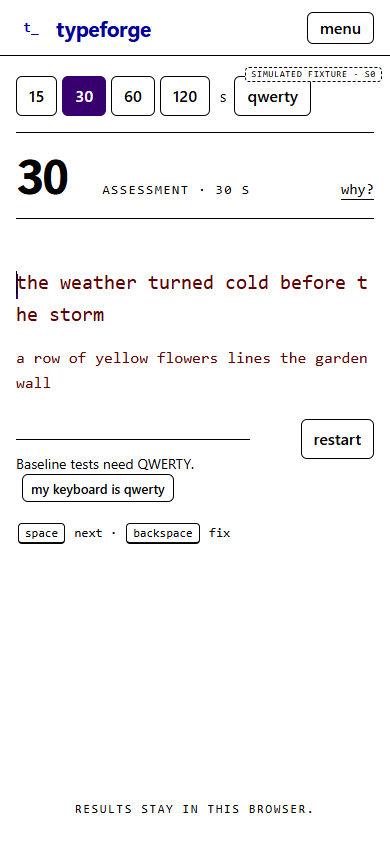 t_ typeforge menu
SIMULATED FIXTURE · S0
15 30 60 120 s qwerty
30 ASSESSMENT · 30 S why?
the weather turned cold before t
he storm
a row of yellow flowers lines the garden
wall
restart
Baseline tests need QWERTY.
my keyboard is qwerty
space next · backspace fix
RESULTS STAY IN THIS BROWSER.